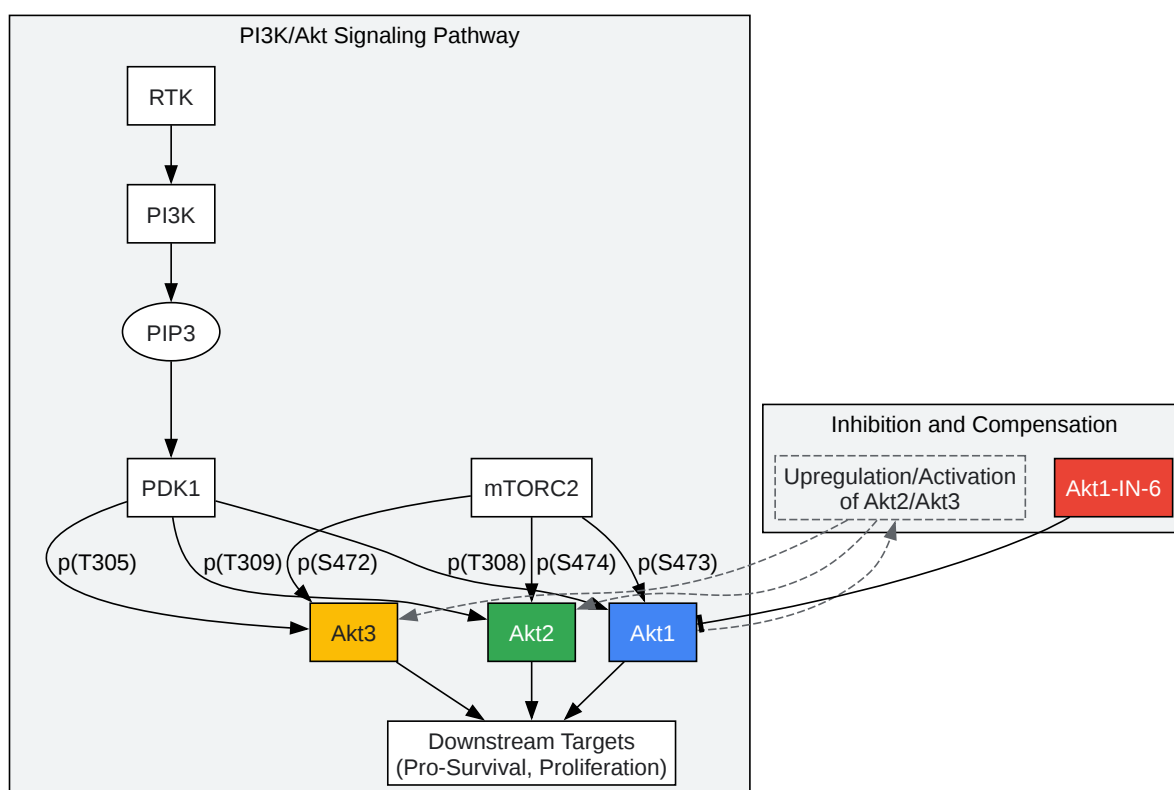 PI3K/Akt Signaling Pathway
RTK
PI3K
PIP3
Inhibition and Compensation
PDK1
mTORC2
Upregulation/Activation
of Akt2/Akt3
Akt1-IN-6
p(T305)
p(T309)
p(S472)
p(T308)
p(S474)
p(S473)
Akt3
Akt2
Akt1
Downstream Targets
(Pro-Survival, Proliferation)